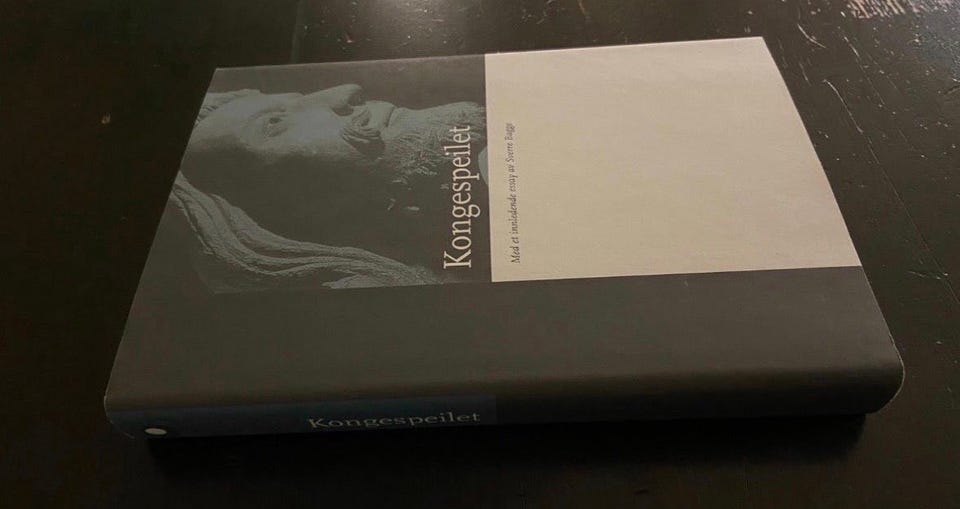 Kongespeilet
Med et innledende essay av Sverre Bagge
Kongespeilet